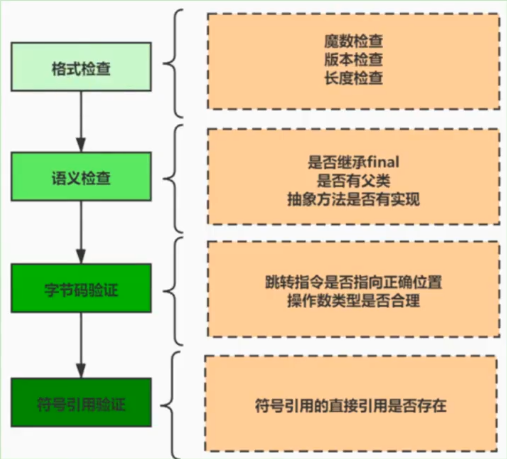 格式检查
魔数检查
版本检查
长度检查
语义检查
是否继承final
是否有父类
抽象方法是否有实现
字节码验证
跳转指令是否指向正确位置
操作数类型是否合理
符号引用验证
符号引用的直接引用是否存在